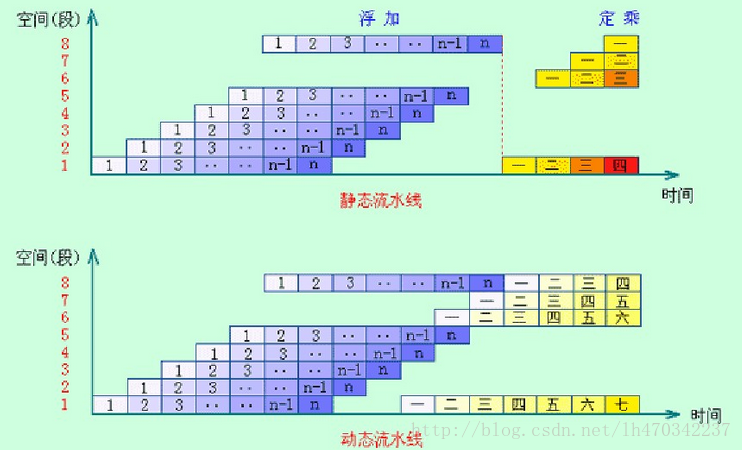 空间(段) 浮加 定乘
8 1 2 3 ·· ·· n-1 n 一
7 一 二
6 一 二 三
5 1 2 3 ·· ·· n-1 n
4 1 2 3 ·· ·· n-1 n
3 1 2 3 ·· ·· n-1 n
2 1 2 3 ·· ·· n-1 n
1 1 2 3 ·· ·· n-1 n 一 二 三 四
时间
静态流水线
空间(段)
8 1 2 3 ·· ·· n-1 n 一 二 三 四
7 一 二 三 四 五
6 一 二 三 四 五 六
5 1 2 3 ·· ·· n-1 n
4 1 2 3 ·· ·· n-1 n
3 1 2 3 ·· ·· n-1 n
2 1 2 3 ·· ·· n-1 n
1 1 2 3 ·· ·· n-1 n 一 二 三 四 五 六 七
时间
动态流水线
http://blog.csdn.net/lh470342237